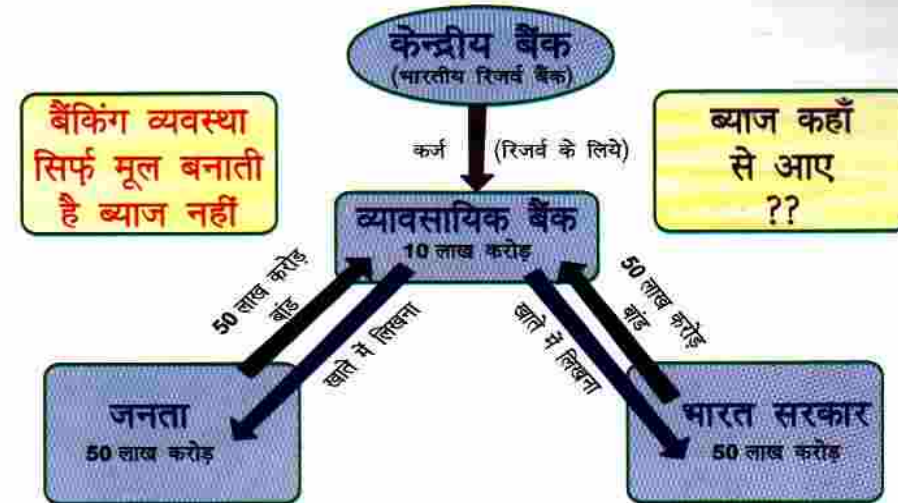 केन्द्रीय बैंक
(भारतीय रिजर्व बैंक)
बैंकिंग व्यवस्था
सिर्फ़ मूल बनाती
है ब्याज नहीं
ब्याज कहाँ
से आए
??
कर्ज (रिजर्व के लिये)
व्यावसायिक बैंक
10 लाख करोड़
50 लाख करोड़
बांड
खाते में लिखना
खाते में लिखना
50 लाख करोड़
बांड
जनता
50 लाख करोड़
भारत सरकार
50 लाख करोड़